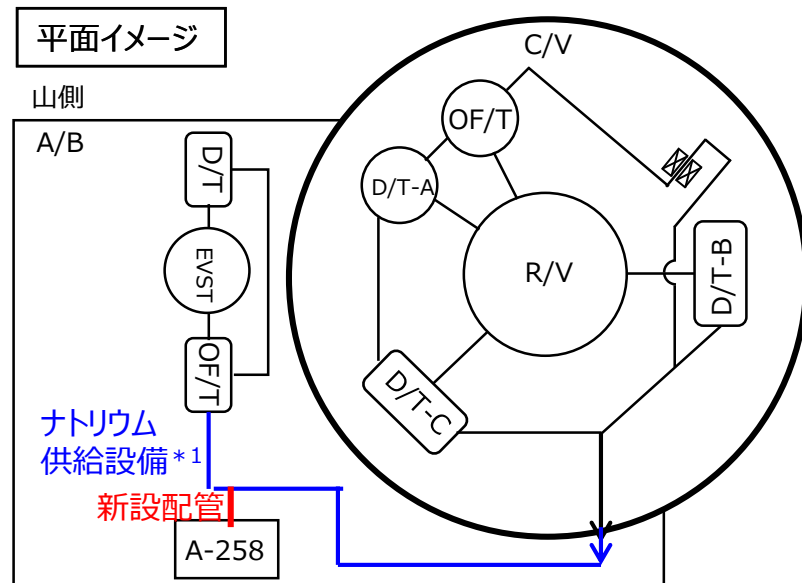 平面イメージ
山側
A/B
C/V
OF/T
D/T-A
R/V
D/T-B
D/T-C
D/T
EVST
OF/T
ナトリウム
供給設備*1
新設配管
A-258